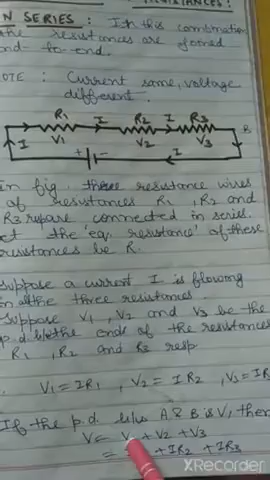 RESISTANCES:
N SERIES : In this combination
the resistances are joined
end-to-end.
NOTE : Current same, voltage
different.
R1 I R2 I R3
V1 V2 V3 B
I + - I
In fig. three resistance wires
of resistances R1, R2 and
R3 are connected in series.
Let the 'eq. resistance' of these
resistances be R.
Suppose a current I is flowing
in all the three resistances.
Suppose V1, V2 and V3 be the
p.d. b/w the ends of the resistances
R1, R2 and R3 resp
V1 = IR1, V2 = IR2, V3 = IR
If the p.d. b/w A & B is V, then
V = V + V2 + V3
= + IR2 + IR3
XRecorder